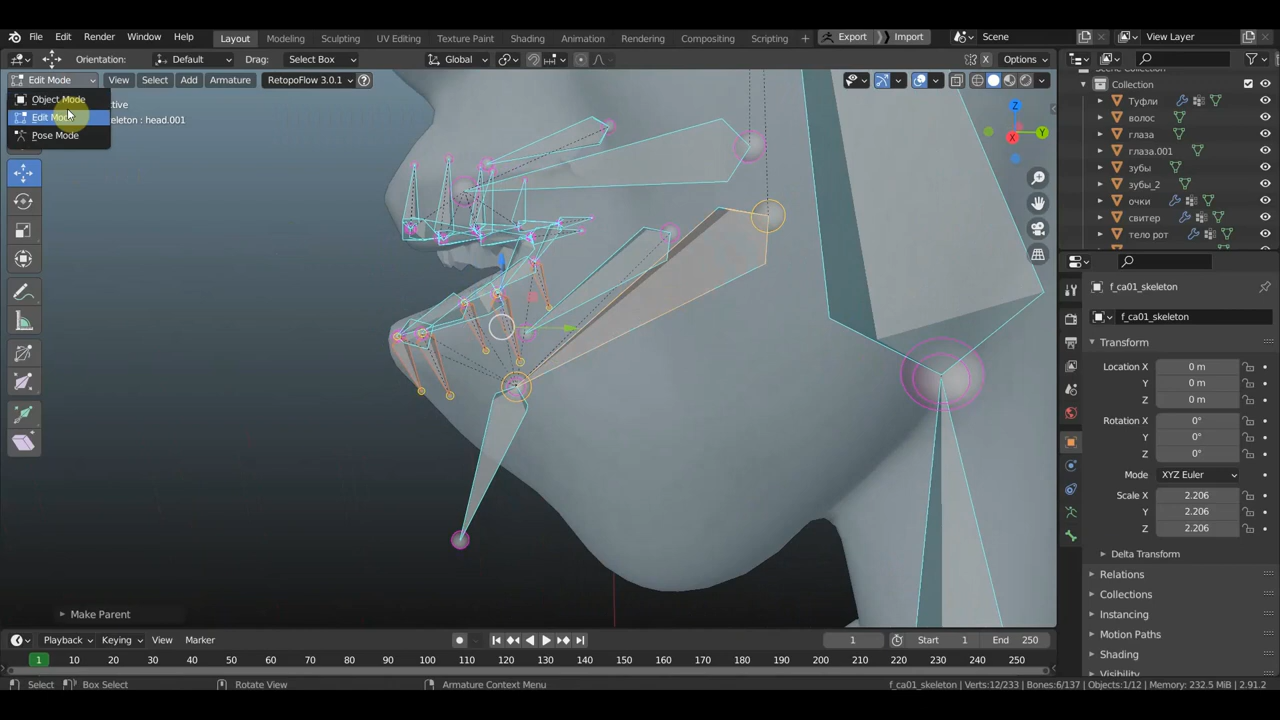 File Edit Render Window Help Layout Modeling Sculpting UV Editing Texture Paint Shading Animation Rendering Compositing Scripting + Export Import Scene View Layer
Orientation: Default Drag: Select Box Global Options
Edit Mode View Select Add Armature RetopoFlow 3.0.1
Object Mode
Edit Mode
Pose Mode
Scene Collection
Collection
Туфли
волос
глаза
глаза.001
зубы
зубы_2
очки
свитер
тело рот
f_ca01_skeleton
f_ca01_skeleton
Transform
Location X 0 m
Y 0 m
Z 0 m
Rotation X 0°
Y 0°
Z 0°
Mode XYZ Euler
Scale X 2.206
Y 2.206
Z 2.206
Delta Transform
Relations
Collections
Instancing
Motion Paths
Shading
Visibility
Z
Y
X
Make Parent
Playback Keying View Marker 1 Start 1 End 250
1 10 20 30 40 50 60 70 80 90 100 110 120 130 140 150 160 170 180 190 200 210 220 230 240 250
Select Box Select Rotate View Armature Context Menu f_ca01_skeleton | Verts:12/233 | Bones:6/137 | Objects:1/12 | Memory: 232.5 MiB | 2.91.2